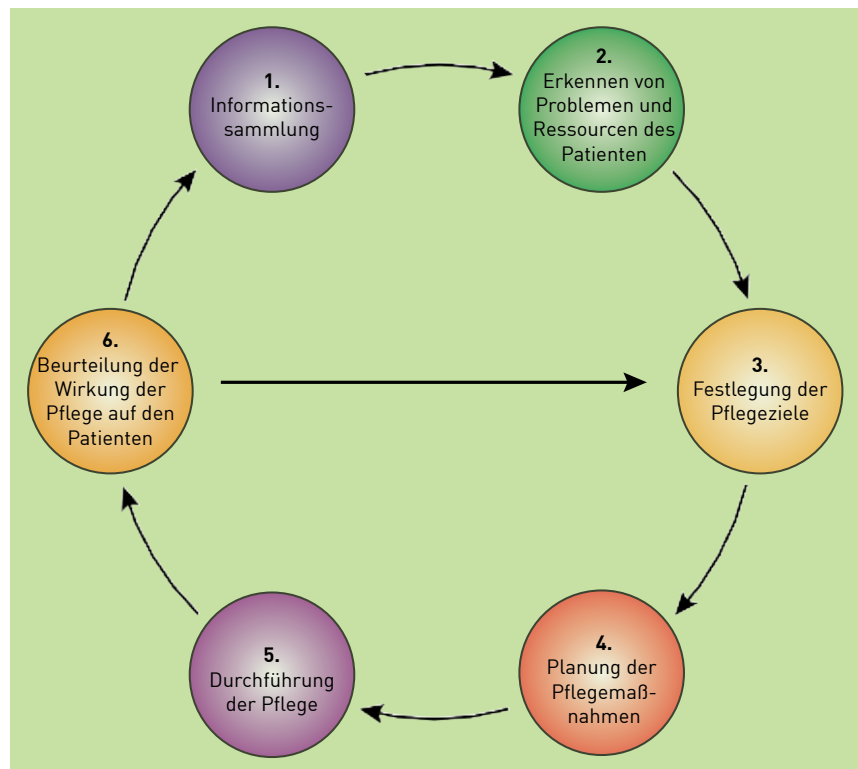 1.
Informations-
sammlung
2.
Erkennen von
Problemen und
Ressourcen des
Patienten
3.
Festlegung der
Pflegeziele
4.
Planung der
Pflegemaß-
nahmen
5.
Durchführung
der Pflege
6.
Beurteilung der
Wirkung der
Pflege auf den
Patienten